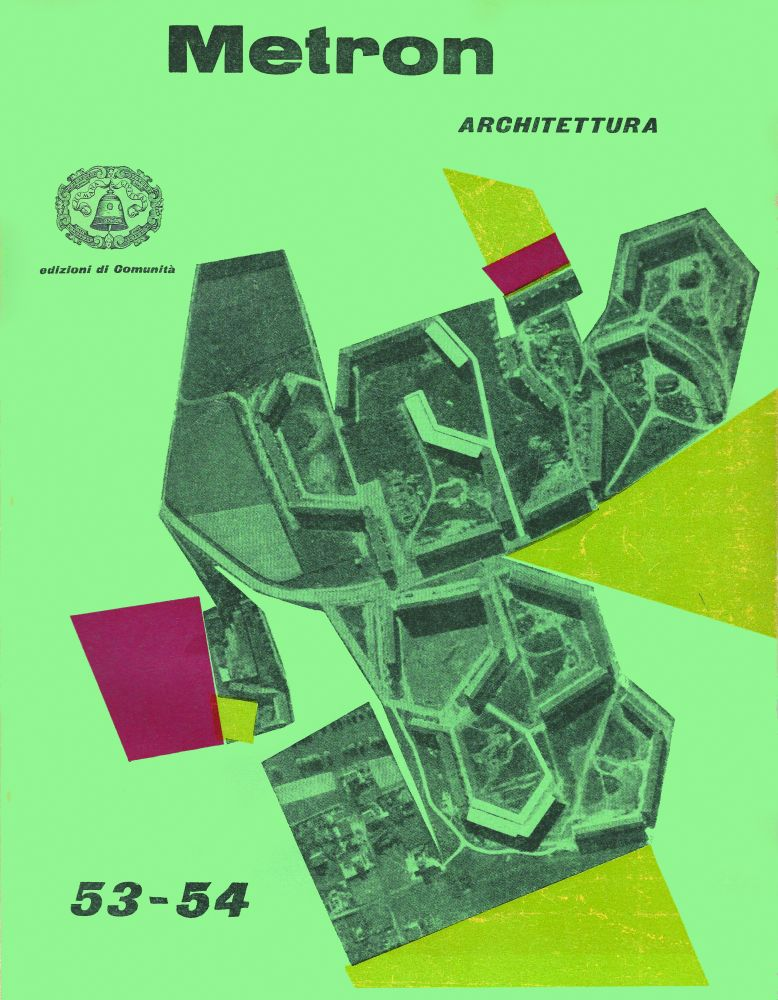 Metron
ARCHITETTURA
edizioni di Comunità
53-54